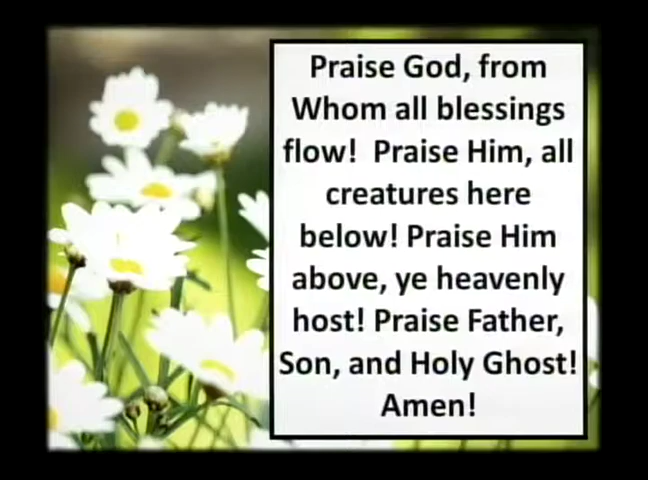 Praise God, from
Whom all blessings
flow!  Praise Him, all
creatures here
below! Praise Him
above, ye heavenly
host! Praise Father,
Son, and Holy Ghost!
Amen!